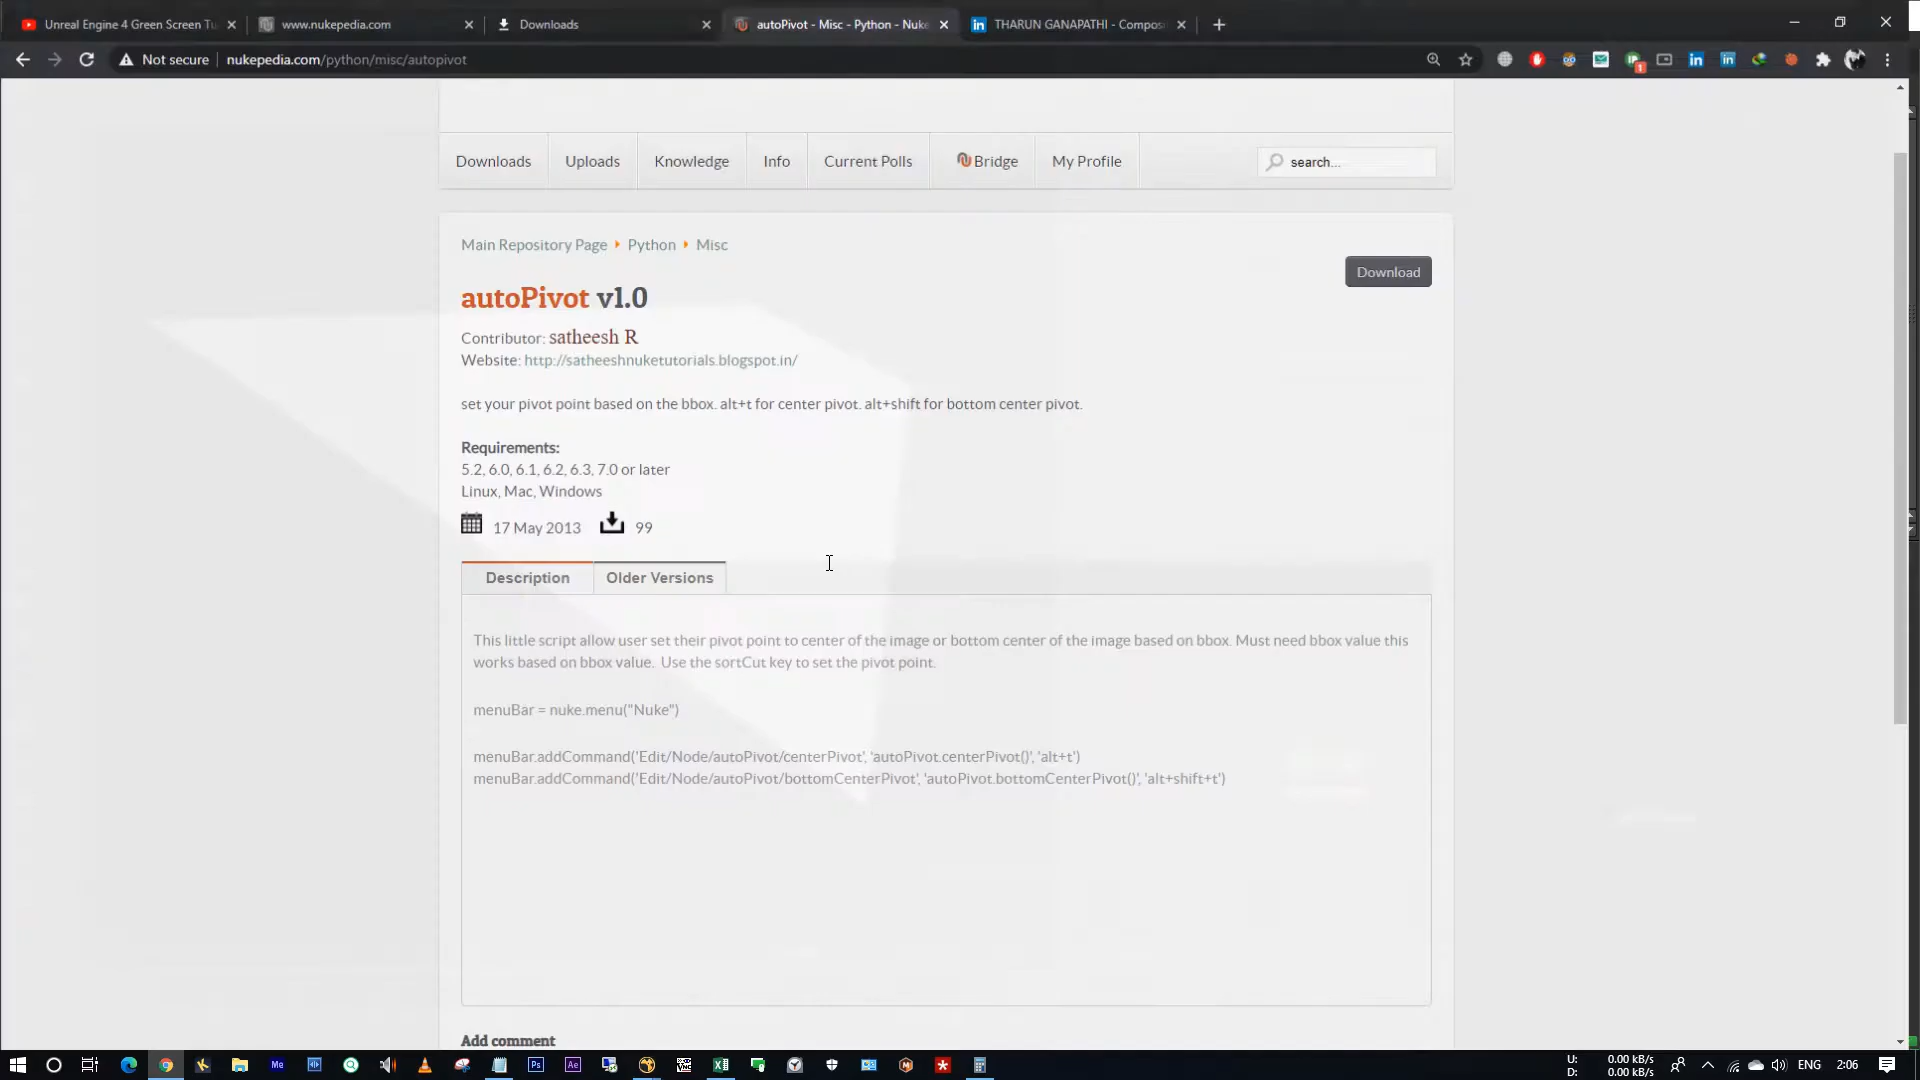 Unreal Engine 4 Green Screen Tu
www.nukepedia.com
Downloads
autoPivot - Misc - Python - Nuke
THARUN GANAPATHI - Composi
Not secure
nukepedia.com/python/misc/autopivot
Downloads
Uploads
Knowledge
Info
Current Polls
Bridge
My Profile
search...
Main Repository Page
Python
Misc
Download
autoPivot v1.0
Contributor: satheesh R
Website: http://satheeshnuketutorials.blogspot.in/
set your pivot point based on the bbox. alt+t for center pivot. alt+shift for bottom center pivot.
Requirements:
5.2, 6.0, 6.1, 6.2, 6.3, 7.0 or later
Linux, Mac, Windows
17 May 2013
99
Description
Older Versions
This little script allow user set their pivot point to center of the image or bottom center of the image based on bbox. Must need bbox value this
works based on bbox value. Use the sortCut key to set the pivot point.
menuBar = nuke.menu("Nuke")
menuBar.addCommand('Edit/Node/autoPivot/centerPivot', 'autoPivot.centerPivot()', 'alt+t')
menuBar.addCommand('Edit/Node/autoPivot/bottomCenterPivot', 'autoPivot.bottomCenterPivot()', 'alt+shift+t')
Add comment
U: 0.00 kB/s
D: 0.00 kB/s
ENG
2:06